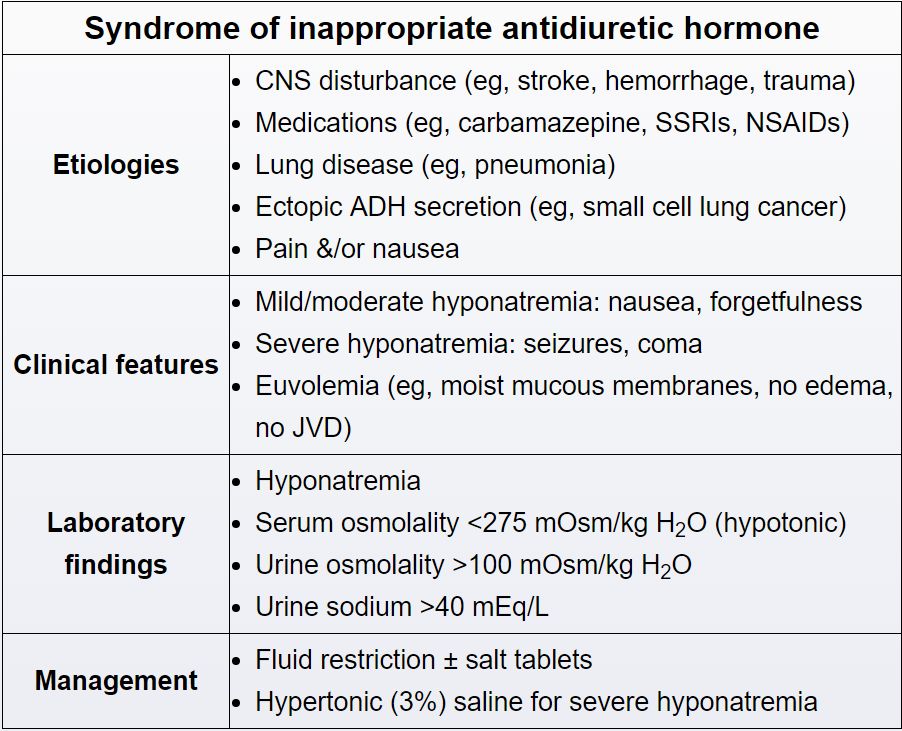 Syndrome of inappropriate antidiuretic hormone
Etiologies
• CNS disturbance (eg, stroke, hemorrhage, trauma)
• Medications (eg, carbamazepine, SSRIs, NSAIDs)
• Lung disease (eg, pneumonia)
• Ectopic ADH secretion (eg, small cell lung cancer)
• Pain &/or nausea
Clinical features
• Mild/moderate hyponatremia: nausea, forgetfulness
• Severe hyponatremia: seizures, coma
• Euvolemia (eg, moist mucous membranes, no edema,
no JVD)
Laboratory
findings
• Hyponatremia
• Serum osmolality <275 mOsm/kg H₂O (hypotonic)
• Urine osmolality >100 mOsm/kg H₂O
• Urine sodium >40 mEq/L
Management
• Fluid restriction ± salt tablets
• Hypertonic (3%) saline for severe hyponatremia